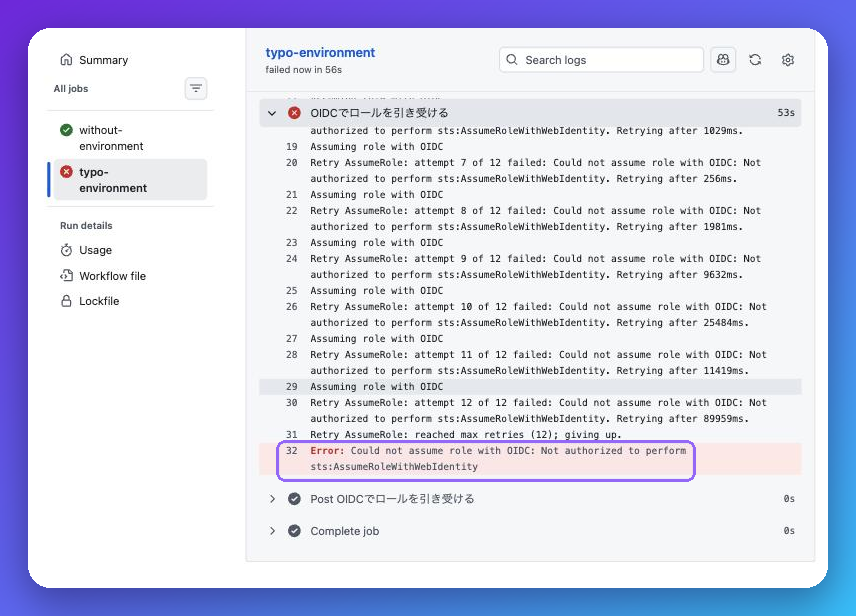 Summary
All jobs
without-
environment
typo-
environment
Run details
Usage
Workflow file
Lockfile
typo-environment
failed now in 56s
Search logs
OIDCでロールを引き受ける 53s
authorized to perform sts:AssumeRoleWithWebIdentity. Retrying after 1029ms.
19 Assuming role with OIDC
20 Retry AssumeRole: attempt 7 of 12 failed: Could not assume role with OIDC: Not
authorized to perform sts:AssumeRoleWithWebIdentity. Retrying after 256ms.
21 Assuming role with OIDC
22 Retry AssumeRole: attempt 8 of 12 failed: Could not assume role with OIDC: Not
authorized to perform sts:AssumeRoleWithWebIdentity. Retrying after 1981ms.
23 Assuming role with OIDC
24 Retry AssumeRole: attempt 9 of 12 failed: Could not assume role with OIDC: Not
authorized to perform sts:AssumeRoleWithWebIdentity. Retrying after 9632ms.
25 Assuming role with OIDC
26 Retry AssumeRole: attempt 10 of 12 failed: Could not assume role with OIDC: Not
authorized to perform sts:AssumeRoleWithWebIdentity. Retrying after 25484ms.
27 Assuming role with OIDC
28 Retry AssumeRole: attempt 11 of 12 failed: Could not assume role with OIDC: Not
authorized to perform sts:AssumeRoleWithWebIdentity. Retrying after 11419ms.
29 Assuming role with OIDC
30 Retry AssumeRole: attempt 12 of 12 failed: Could not assume role with OIDC: Not
authorized to perform sts:AssumeRoleWithWebIdentity. Retrying after 89959ms.
31 Retry AssumeRole: reached max retries (12); giving up.
32 Error: Could not assume role with OIDC: Not authorized to perform
sts:AssumeRoleWithWebIdentity
Post OIDCでロールを引き受ける 0s
Complete job 0s